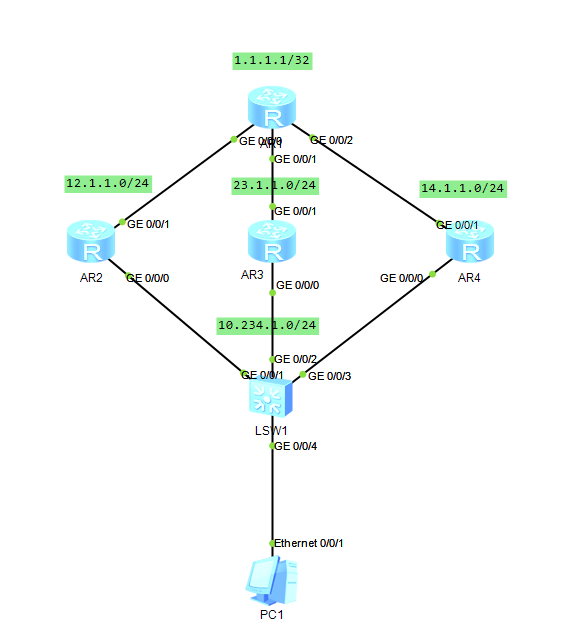 1.1.1.1/32
R
GE 0/0/0
AR1
GE 0/0/2
GE 0/0/1
12.1.1.0/24
23.1.1.0/24
14.1.1.0/24
GE 0/0/1
GE 0/0/1
GE 0/0/1
R
R
R
AR2
AR3
AR4
GE 0/0/0
GE 0/0/0
GE 0/0/0
10.234.1.0/24
GE 0/0/2
GE 0/0/1
GE 0/0/3
LSW1
GE 0/0/4
Ethernet 0/0/1
PC1